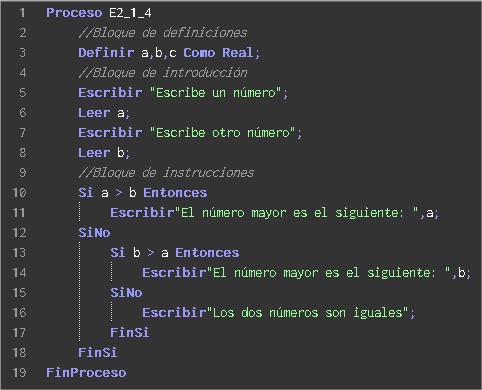 1 Proceso E2_1_4
2 //Bloque de definiciones
3 Definir a,b,c Como Real;
4 //Bloque de introducción
5 Escribir "Escribe un número";
6 Leer a;
7 Escribir "Escribe otro número";
8 Leer b;
9 //Bloque de instrucciones
10 Si a > b Entonces
11 Escribir"El número mayor es el siguiente: ",a;
12 SiNo
13 Si b > a Entonces
14 Escribir"El número mayor es el siguiente: ",b;
15 SiNo
16 Escribir"Los dos números son iguales";
17 FinSi
18 FinSi
19 FinProceso